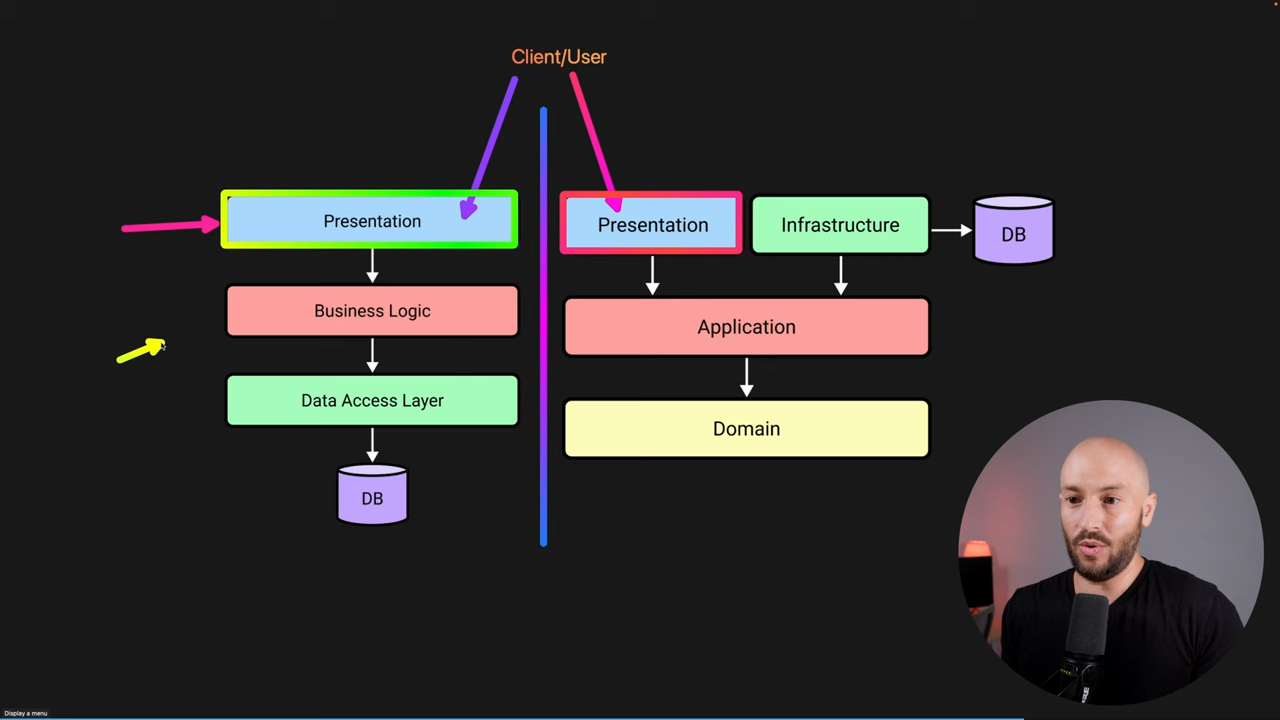 Client/User
Presentation
Business Logic
Data Access Layer
DB
Presentation
Infrastructure
DB
Application
Domain
Display a menu